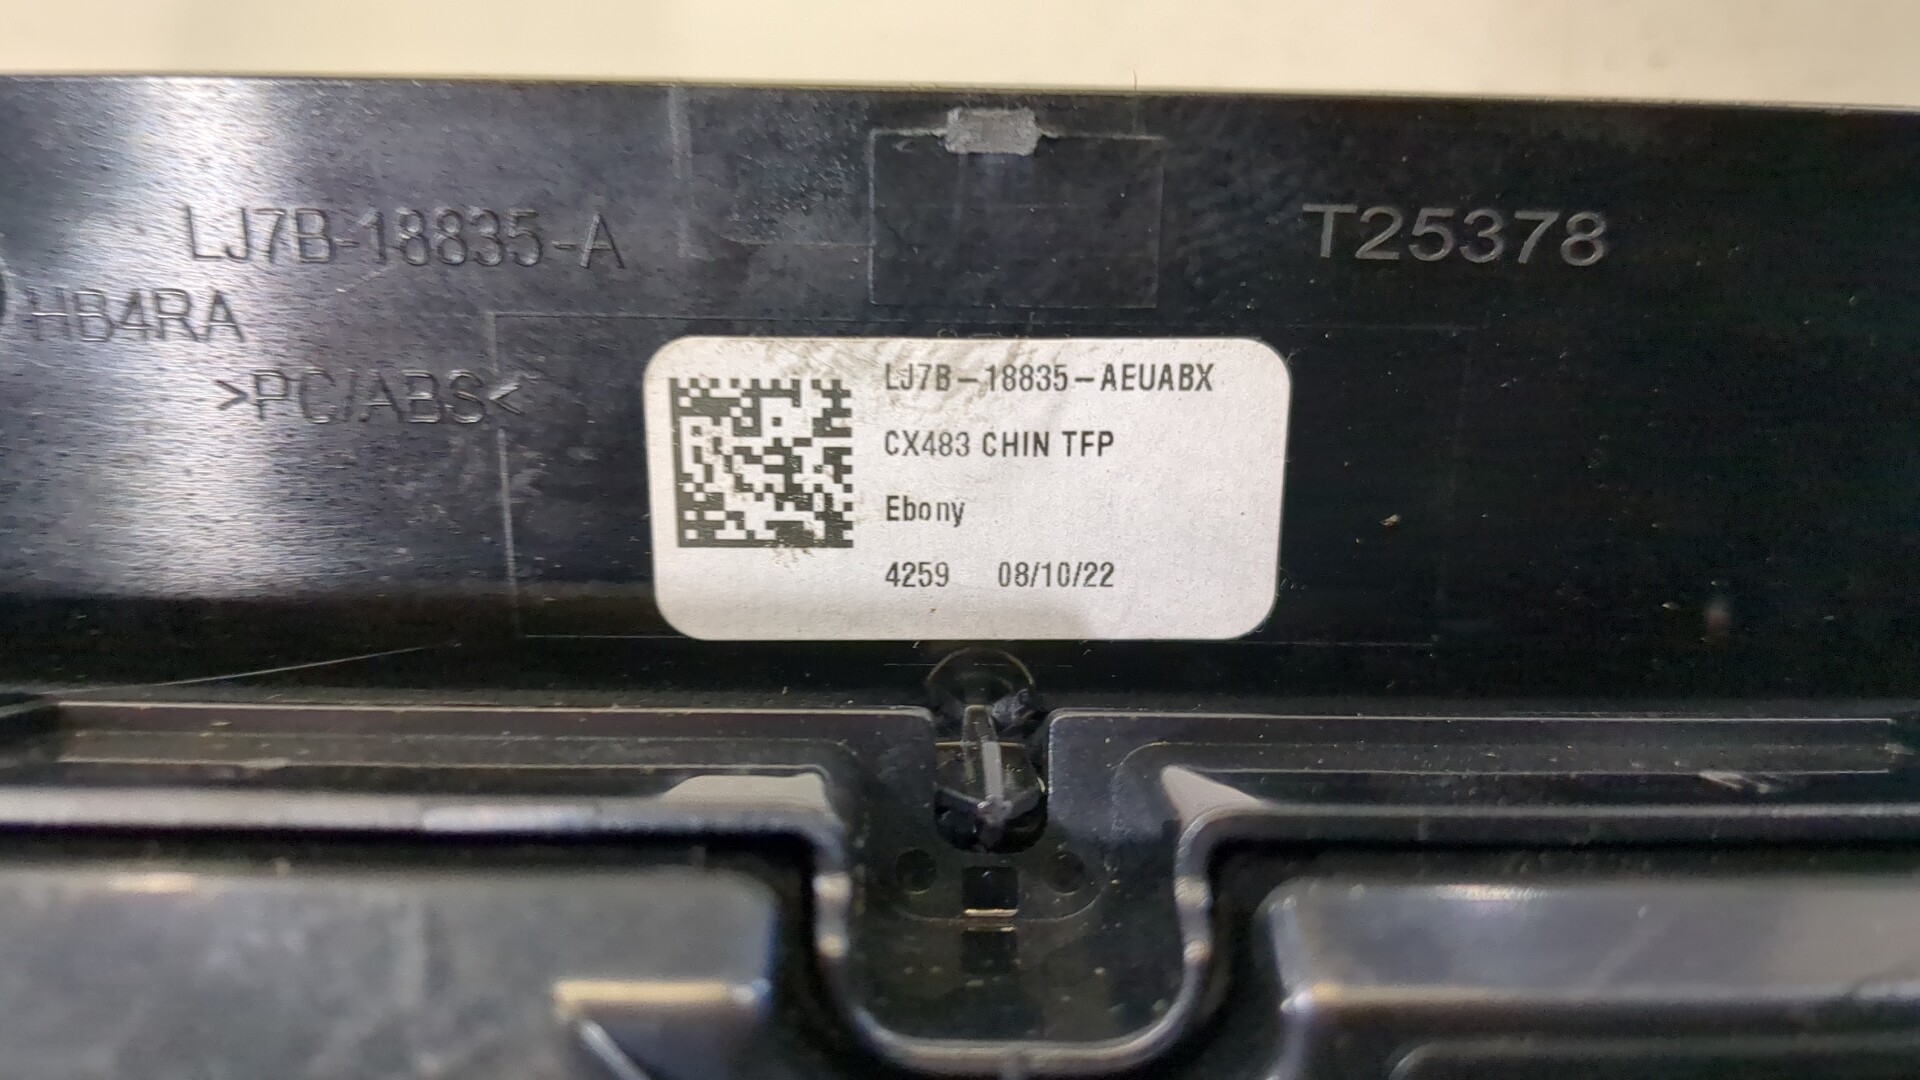 LJ7B-18835-A
T25378
HB4RA
>PC/ABS<
LJ7B-18835-AEUABX
CX483 CHIN TFP
Ebony
4259 08/10/22